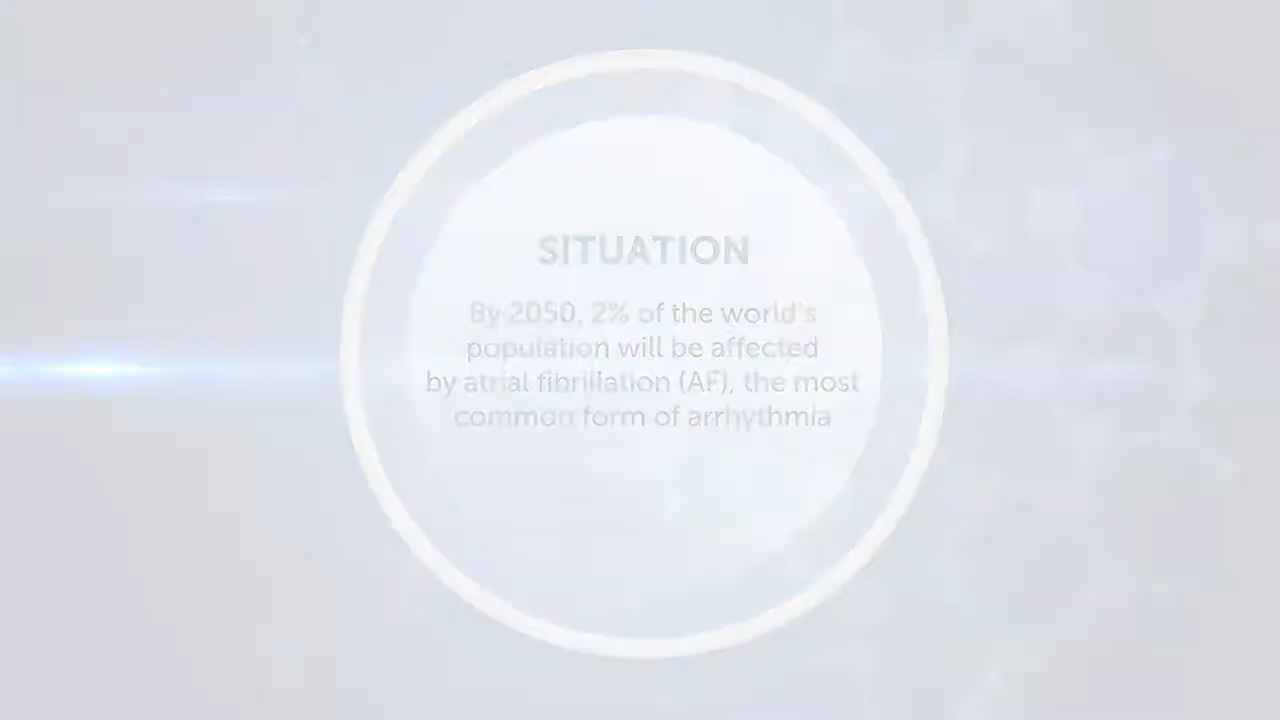 SITUATION
By 2050, 2% of the world's
population will be affected
by atrial fibrillation (AF), the most
common form of arrhythmia